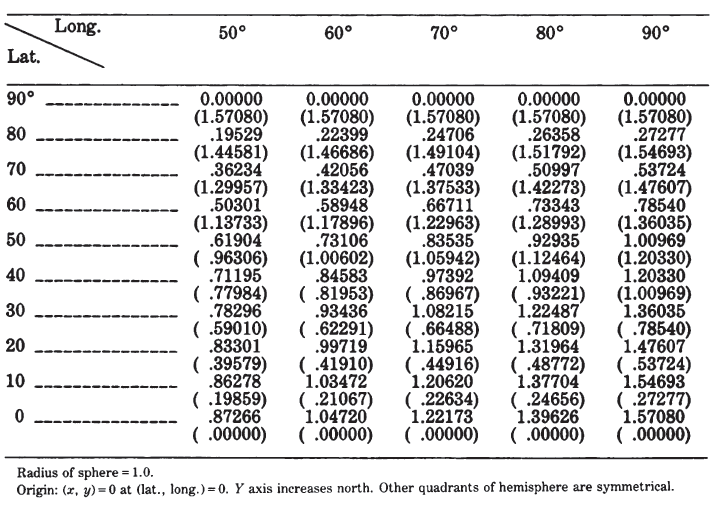 Long. 50° 60° 70° 80° 90°
Lat.
90° 0.00000 0.00000 0.00000 0.00000 0.00000
(1.57080) (1.57080) (1.57080) (1.57080) (1.57080)
80 .19529 .22399 .24706 .26358 .27277
(1.44581) (1.46686) (1.49104) (1.51792) (1.54693)
70 .36234 .42056 .47039 .50997 .53724
(1.29957) (1.33423) (1.37533) (1.42273) (1.47607)
60 .50301 .58948 .66711 .73343 .78540
(1.13733) (1.17896) (1.22963) (1.28993) (1.36035)
50 .61904 .73106 .83535 .92935 1.00969
( .96306) (1.00602) (1.05942) (1.12464) (1.20330)
40 .71195 .84583 .97392 1.09409 1.20330
( .77984) ( .81953) ( .86967) ( .93221) (1.00969)
30 .78296 .93436 1.08215 1.22487 1.36035
( .59010) ( .62291) ( .66488) ( .71809) ( .78540)
20 .83301 .99719 1.15965 1.31964 1.47607
( .39579) ( .41910) ( .44916) ( .48772) ( .53724)
10 .86278 1.03472 1.20620 1.37704 1.54693
( .19859) ( .21067) ( .22634) ( .24656) ( .27277)
0 .87266 1.04720 1.22173 1.39626 1.57080
( .00000) ( .00000) ( .00000) ( .00000) ( .00000)
Radius of sphere = 1.0.
Origin: (x, y) = 0 at (lat., long.) = 0. Y axis increases north. Other quadrants of hemisphere are symmetrical.